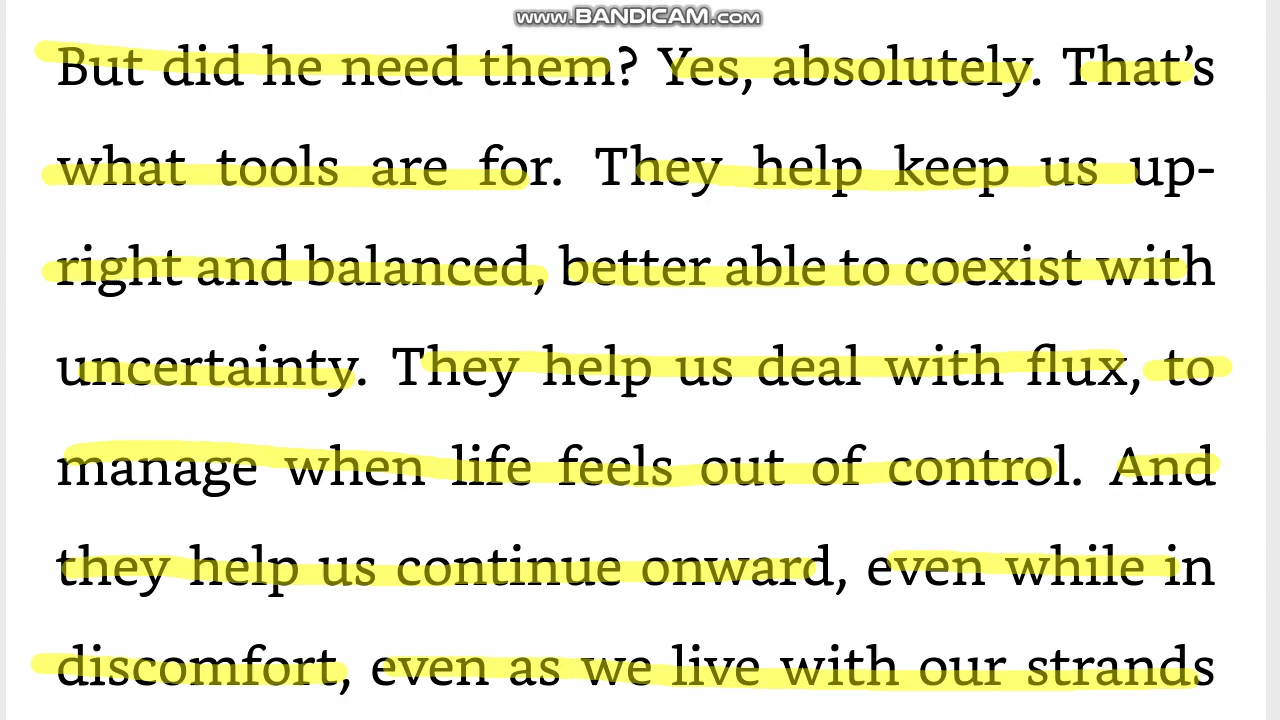 www.BANDICAM.com
But did he need them? Yes, absolutely. That’s
what tools are for. They help keep us up-
right and balanced, better able to coexist with
uncertainty. They help us deal with flux, to
manage when life feels out of control. And
they help us continue onward, even while in
discomfort, even as we live with our strands